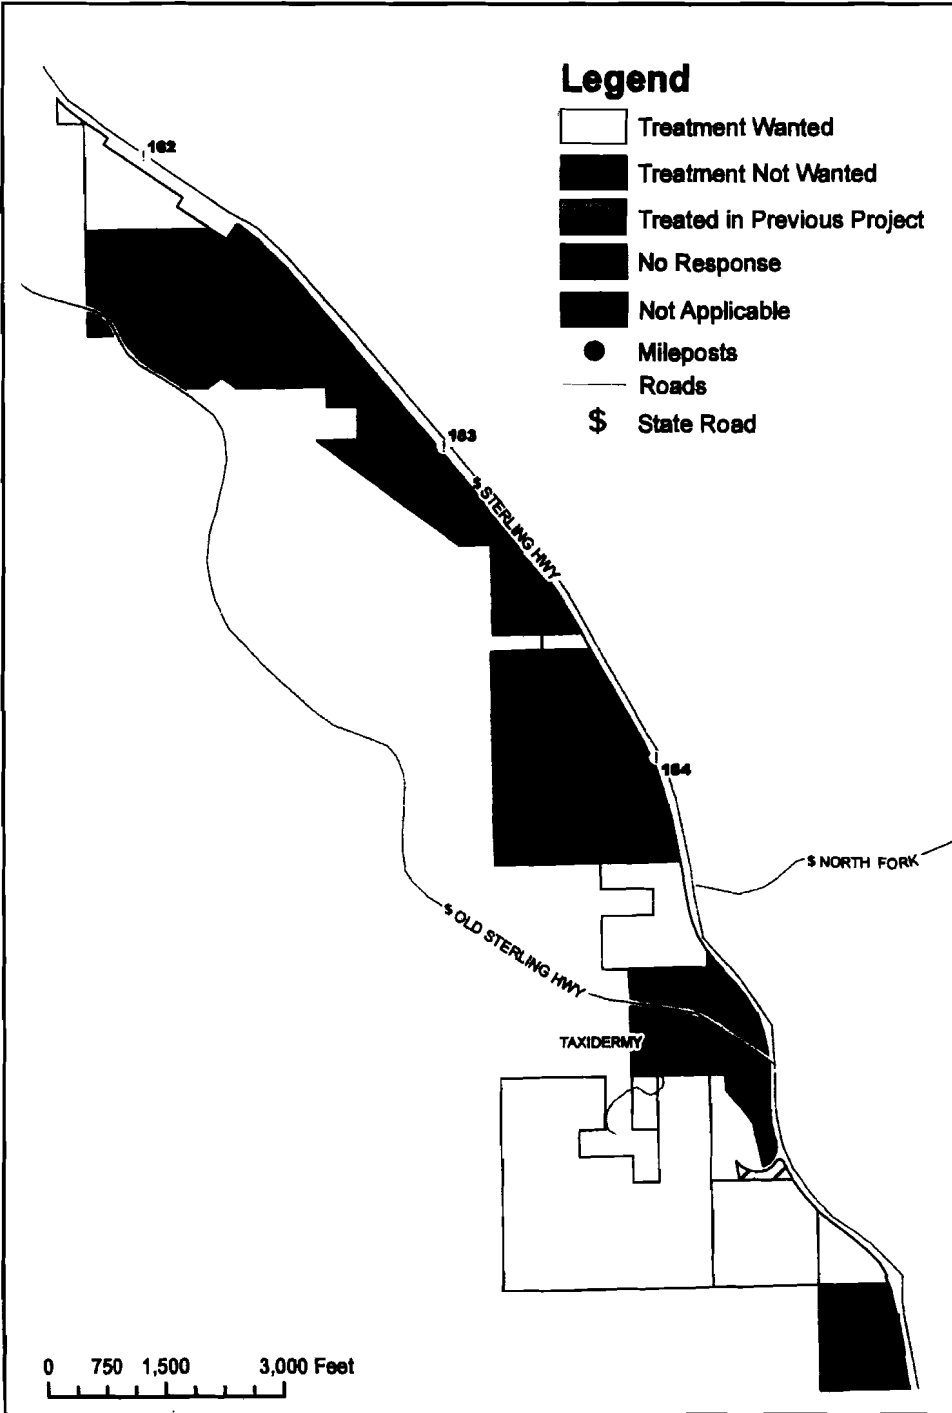 Legend
Treatment Wanted
Treatment Not Wanted
Treated in Previous Project
No Response
Not Applicable
Mileposts
Roads
$ State Road
162
163
$ STERLING HWY
164
$ NORTH FORK
$ OLD STERLING HWY
TAXIDERMY
0 750 1,500 3,000 Feet